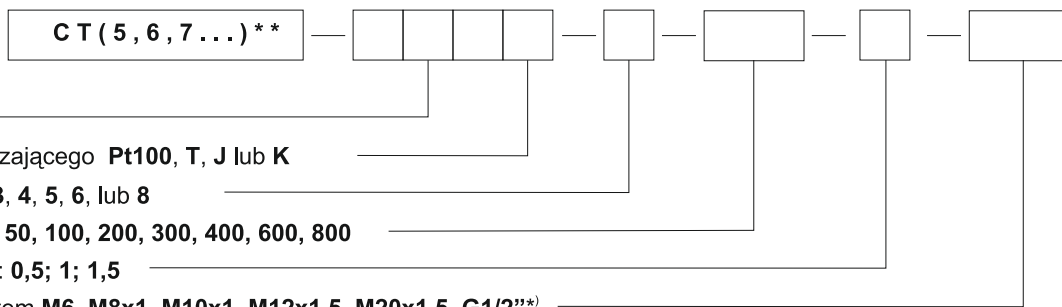 CT(5,6,7...)**
zającego Pt100, T, J lub K
3, 4, 5, 6, lub 8
50, 100, 200, 300, 400, 600, 800
: 0,5; 1; 1,5
M6, M8x1, M10x1, M12x1,5, M20x1,5, G1/2”*)